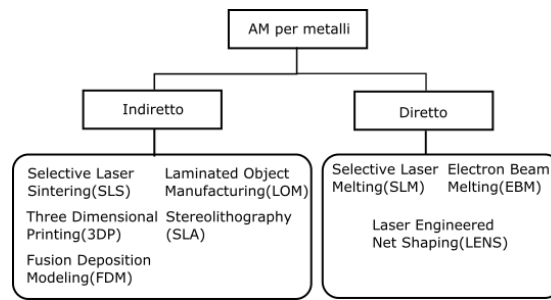 AM per metalli
Indiretto
Diretto
Selective Laser
Sintering(SLS)
Laminated Object
Manufacturing(LOM)
Three Dimensional
Printing(3DP)
Stereolithography
(SLA)
Fusion Deposition
Modeling(FDM)
Selective Laser
Melting(SLM)
Electron Beam
Melting(EBM)
Laser Engineered
Net Shaping(LENS)